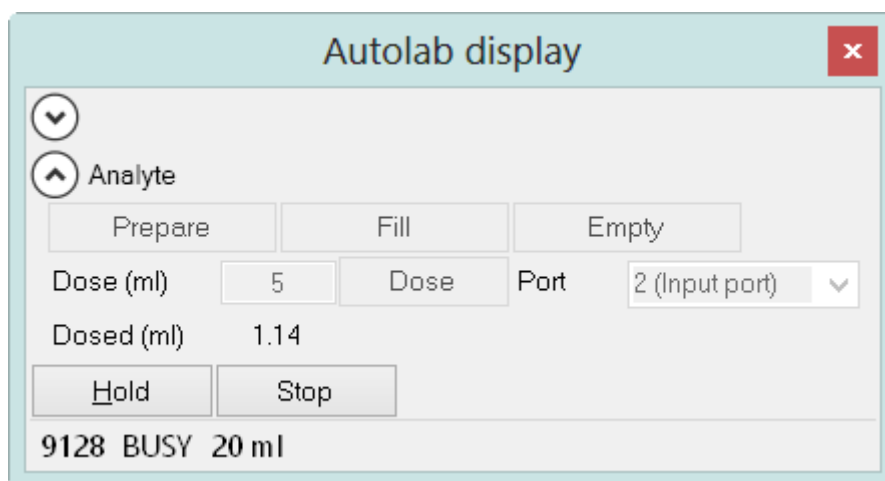 Autolab display
Analyte
Prepare Fill Empty
Dose (ml) 5 Dose Port 2 (Input port)
Dosed (ml) 1.14
Hold Stop
9128 BUSY 20 ml